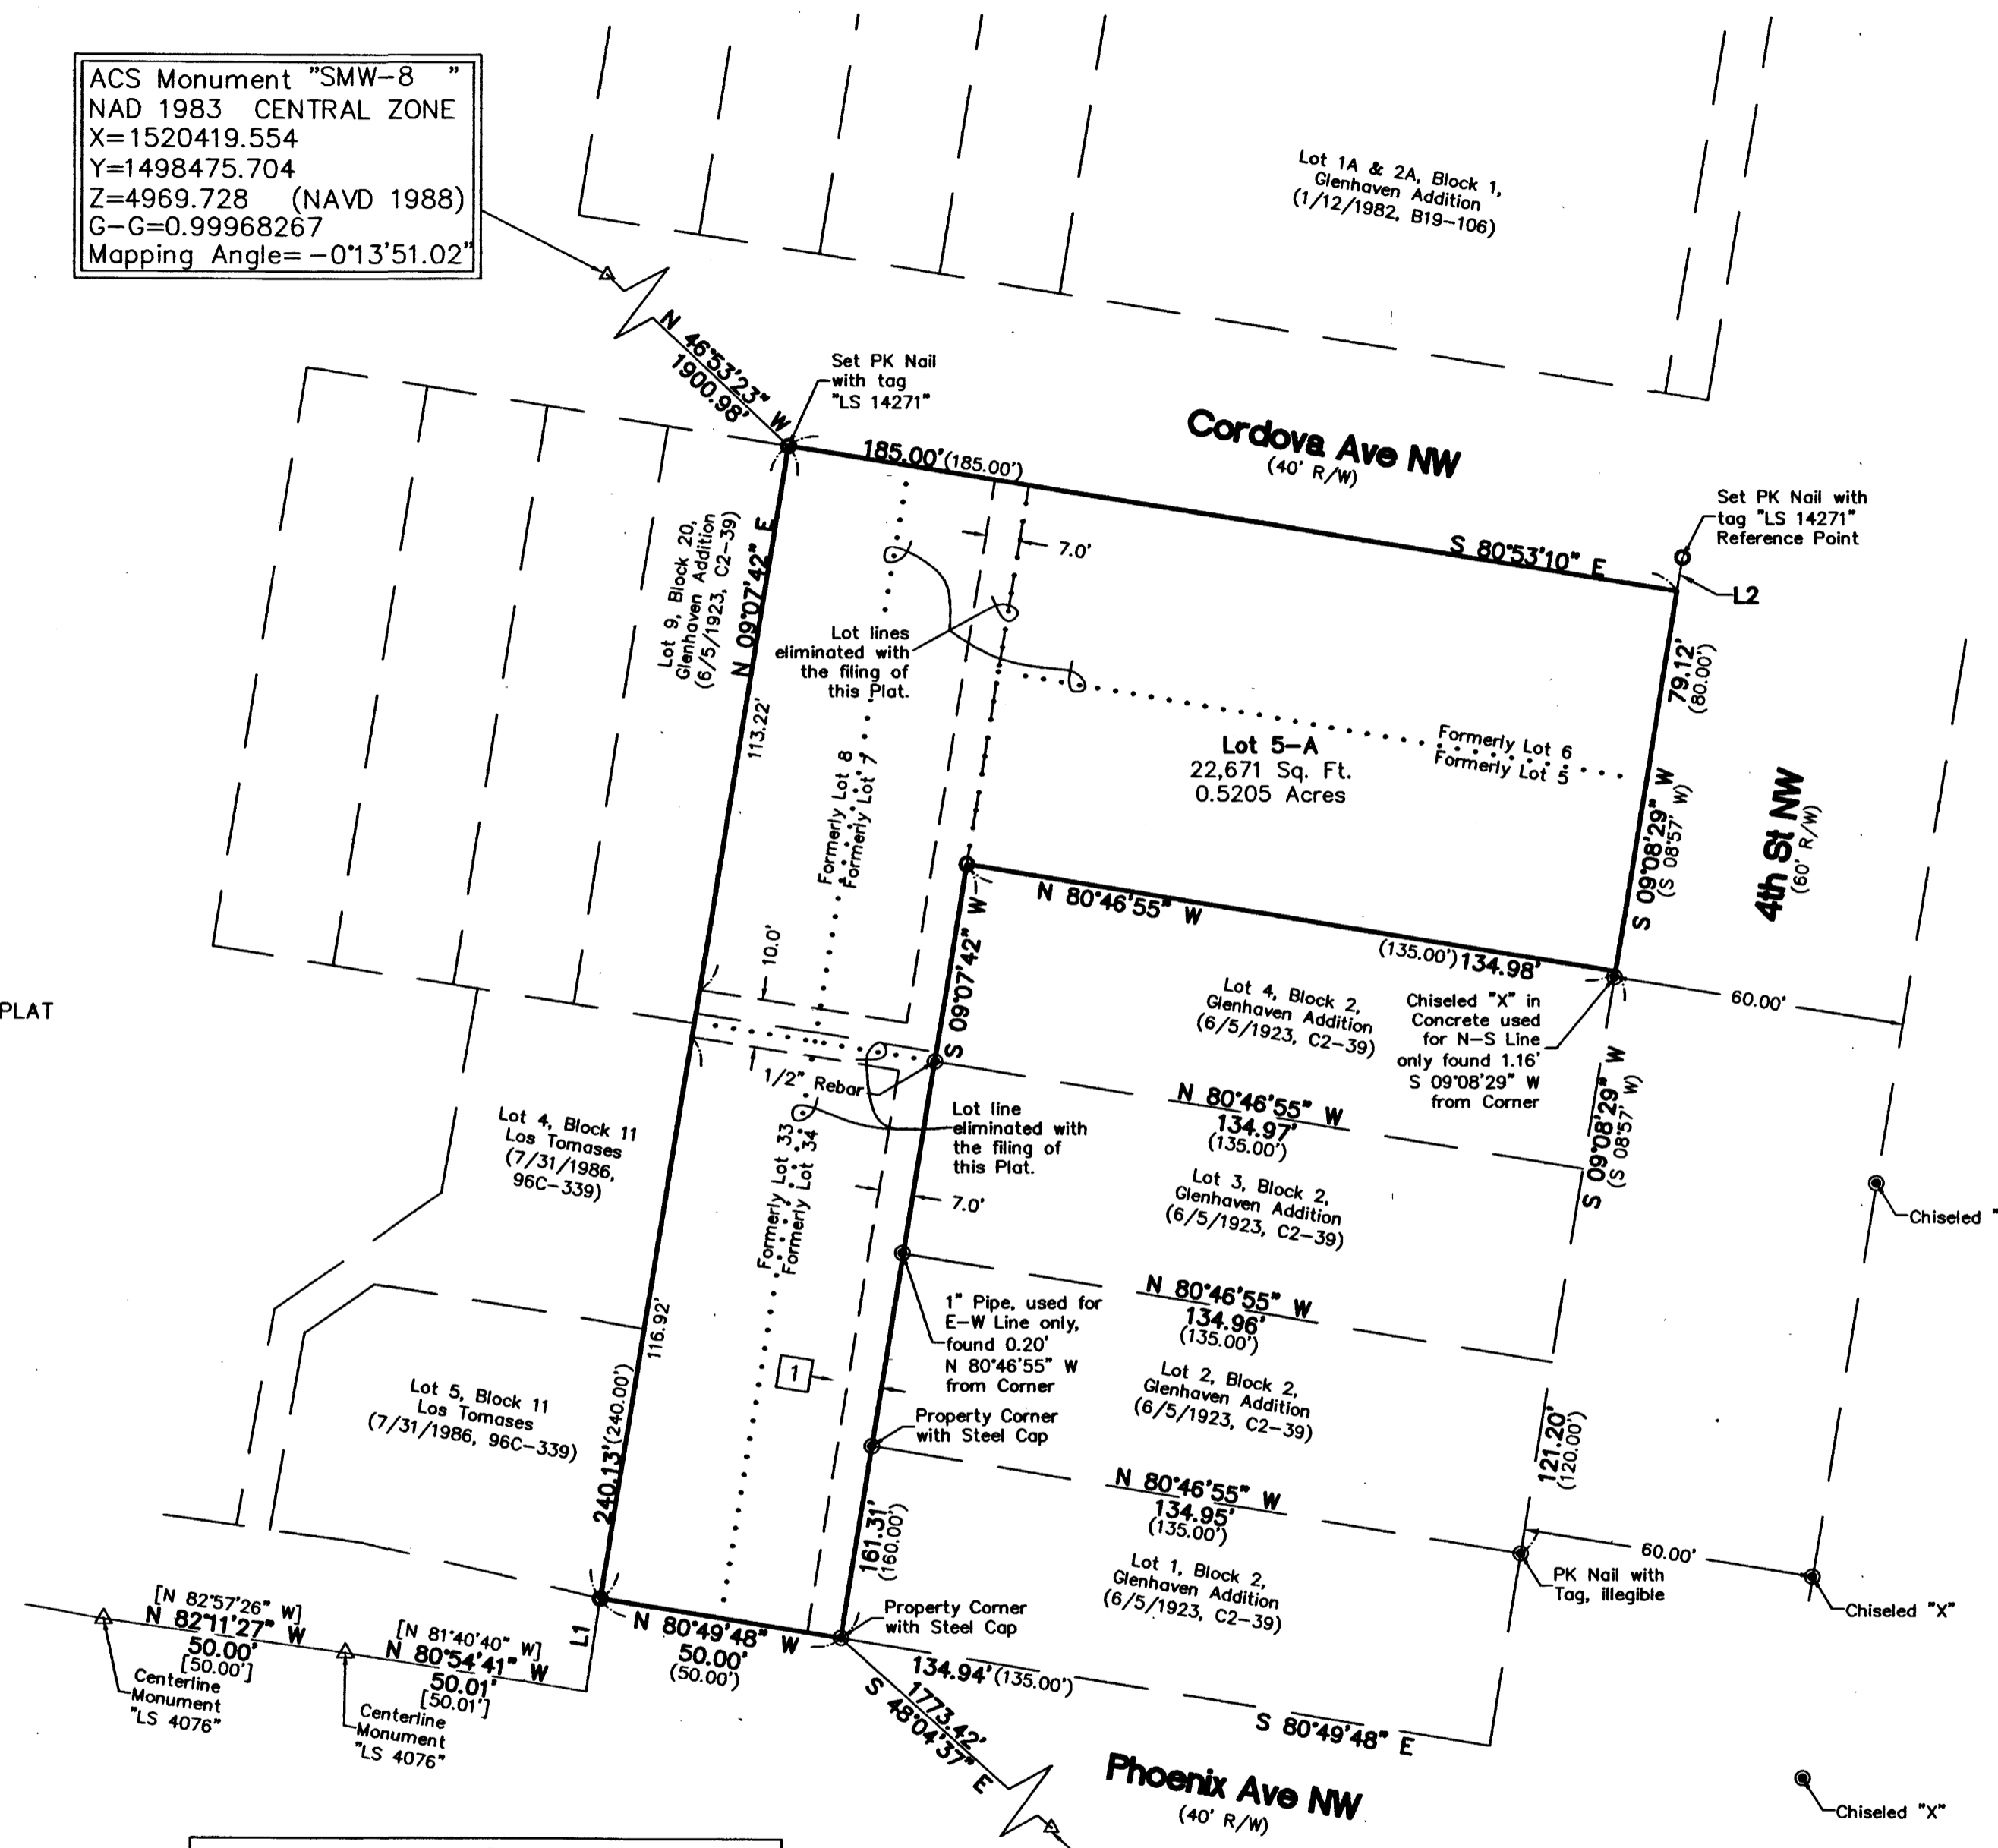 ACS Monument "SMW-8 "
NAD 1983 CENTRAL ZONE
X=1520419.554
Y=1498475.704
Z=4969.728 (NAVD 1988)
G-G=0.99968267
Mapping Angle= -0°13'51.02"
Lot 1A & 2A, Block 1,
Glenhaven Addition
(1/12/1982, B19-106)
N 46°53'23" W
1900.98'
Set PK Nail
with tag
"LS 14271"
Cordova Ave NW
(40' R/W)
185.00'(185.00')
S 80°53'10" E
Set PK Nail with
tag "LS 14271"
Reference Point
L2
Lot 9, Block 20,
Glenhaven Addition
(6/5/1923, C2-39)
N 09°07'42" E
113.22'
7.0'
Lot lines
eliminated with
the filing of
this Plat.
79.12'
(80.00')
Formerly Lot 6
Formerly Lot 5
Lot 5-A
22,671 Sq. Ft.
0.5205 Acres
Formerly Lot 8
Formerly Lot 7
S 09°08'29" W
(S 08°57' W)
4th St NW
(60' R/W)
N 80°46'55" W
(135.00')134.98'
10.0'
S 09°07'42" W
Lot 4, Block 2,
Glenhaven Addition
(6/5/1923, C2-39)
Chiseled "X" in
Concrete used
for N-S Line
only found 1.16'
S 09°08'29" W
from Corner
60.00'
PLAT
1/2" Rebar
N 80°46'55" W
134.97'
(135.00')
S 09°08'29" W
(S 08°57' W)
Lot 4, Block 11
Los Tomases
(7/31/1986,
96C-339)
Formerly Lot 33
Formerly Lot 34
Lot line
eliminated with
the filing of
this Plat.
7.0'
Lot 3, Block 2,
Glenhaven Addition
(6/5/1923, C2-39)
Chiseled "
116.92'
1" Pipe, used for
E-W Line only,
found 0.20'
N 80°46'55" W
from Corner
N 80°46'55" W
134.96'
(135.00')
1
Lot 5, Block 11
Los Tomases
(7/31/1986, 96C-339)
240.13'(240.00')
Lot 2, Block 2,
Glenhaven Addition
(6/5/1923, C2-39)
Property Corner
with Steel Cap
121.20'
(120.00')
N 80°46'55" W
134.95'
(135.00')
161.31'
(160.00')
60.00'
PK Nail with
Tag, illegible
Chiseled "X"
Lot 1, Block 2,
Glenhaven Addition
(6/5/1923, C2-39)
[N 82°57'26" W]
N 82°11'27" W
50.00'
[50.00']
Centerline
Monument
"LS 4076"
[N 81°40'40" W]
N 80°54'41" W
50.01'
[50.01']
Centerline
Monument
"LS 4076"
L1
N 80°49'48" W
50.00'
(50.00')
Property Corner
with Steel Cap
134.94'(135.00')
S 80°49'48" E
1773.42'
S 48°04'37" E
Phoenix Ave NW
(40' R/W)
Chiseled "X"